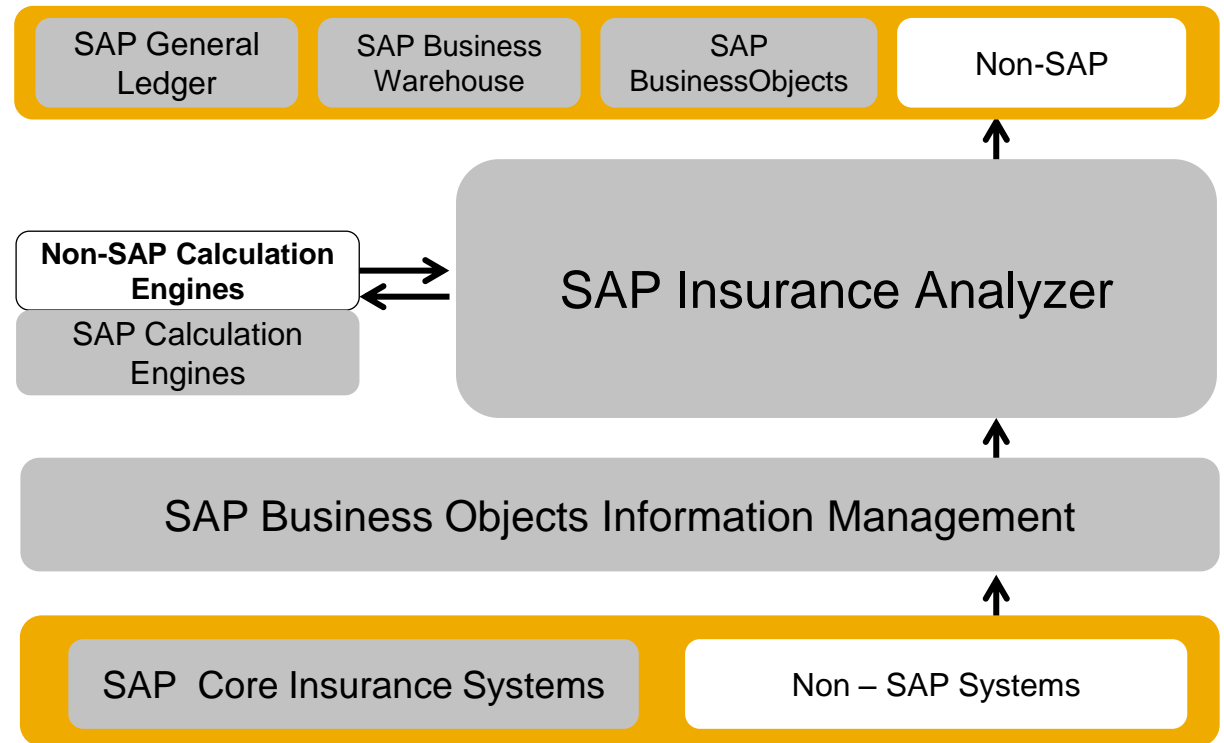 SAP General
Ledger
SAP Business
Warehouse
SAP
BusinessObjects
Non-SAP
Non-SAP Calculation
Engines
SAP Calculation
Engines
SAP Insurance Analyzer
SAP Business Objects Information Management
SAP  Core Insurance Systems
Non – SAP Systems